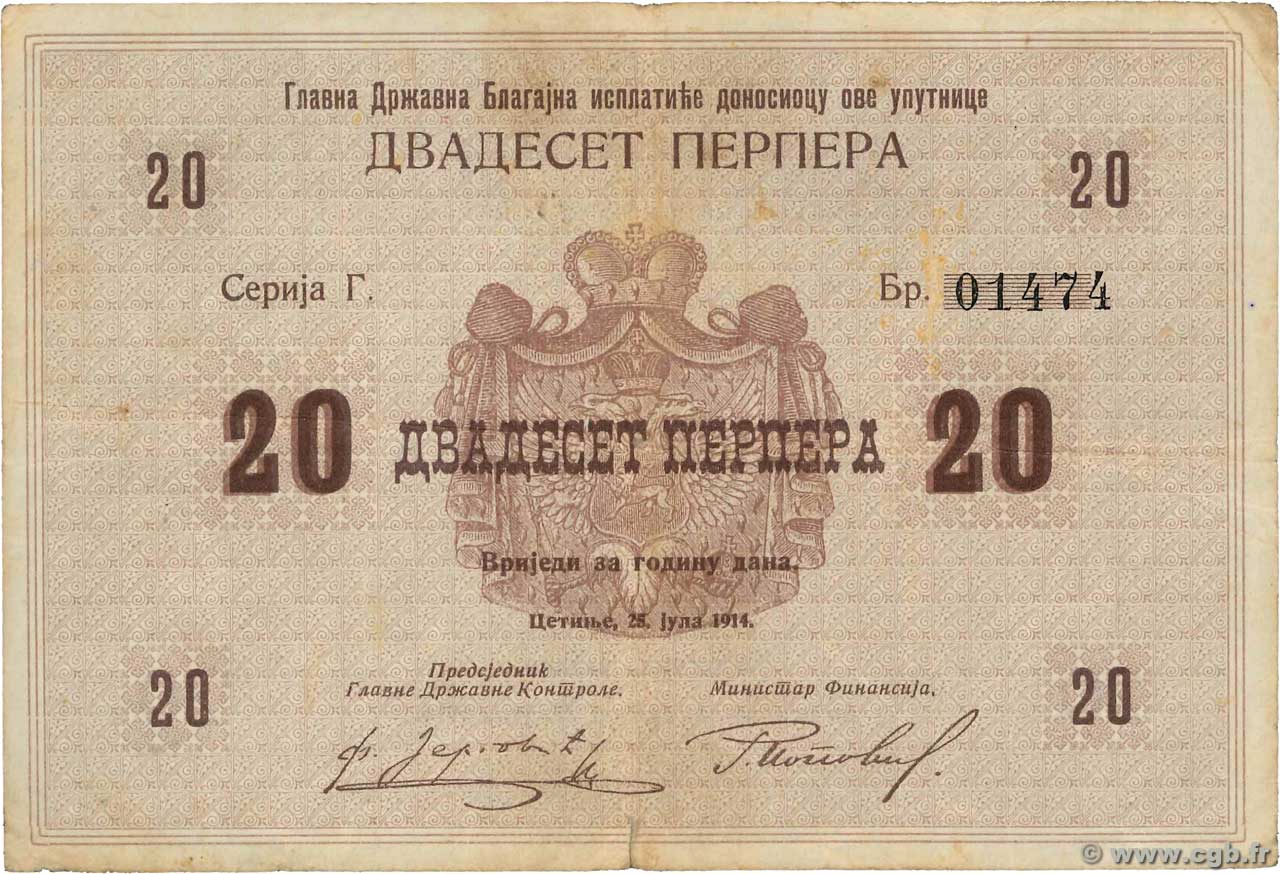 Главна Државна Благајна исплатиће доносиоцу ове упутнице
ДВАДЕСЕТ ПЕРПЕРА
20 20
Серија Г. Бр. 01474
20 ДВАДЕСЕТ ПЕРПЕРА 20
Вриједи за годину дана.
Цетиње, 25. јула 1914.
Предсједник
Главне Државне Контроле. Министар Финансија.
20 20
© www.cgb.fr